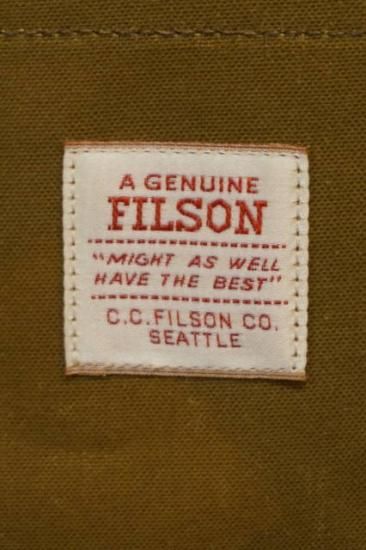 A GENUINE
FILSON
"MIGHT AS WELL
HAVE THE BEST"
C.C.FILSON CO.
SEATTLE